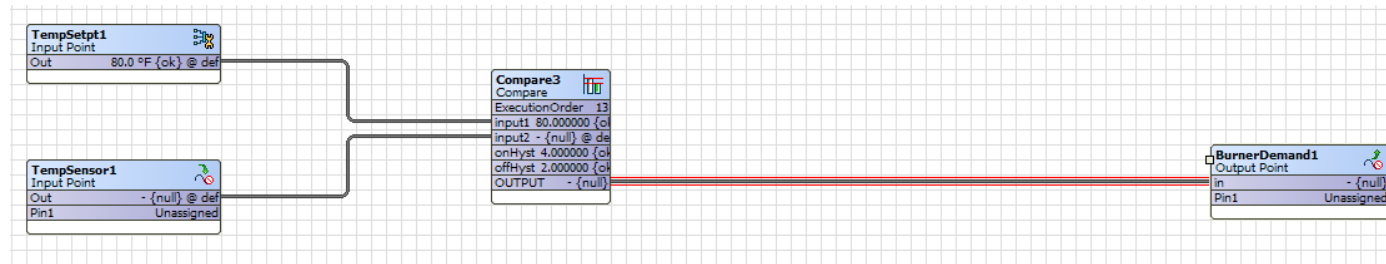 TempSetpt1
Input Point
Out 80.0 °F {ok} @ def
Compare3
Compare
ExecutionOrder 13
input1 80.000000 {ok
input2 - {null} @ de
onHyst 4.000000 {ok
offHyst 2.000000 {ok
OUTPUT - {null}
TempSensor1
Input Point
Out - {null} @ def
Pin1 Unassigned
BurnerDemand1
Output Point
in - {null}
Pin1 Unassigned